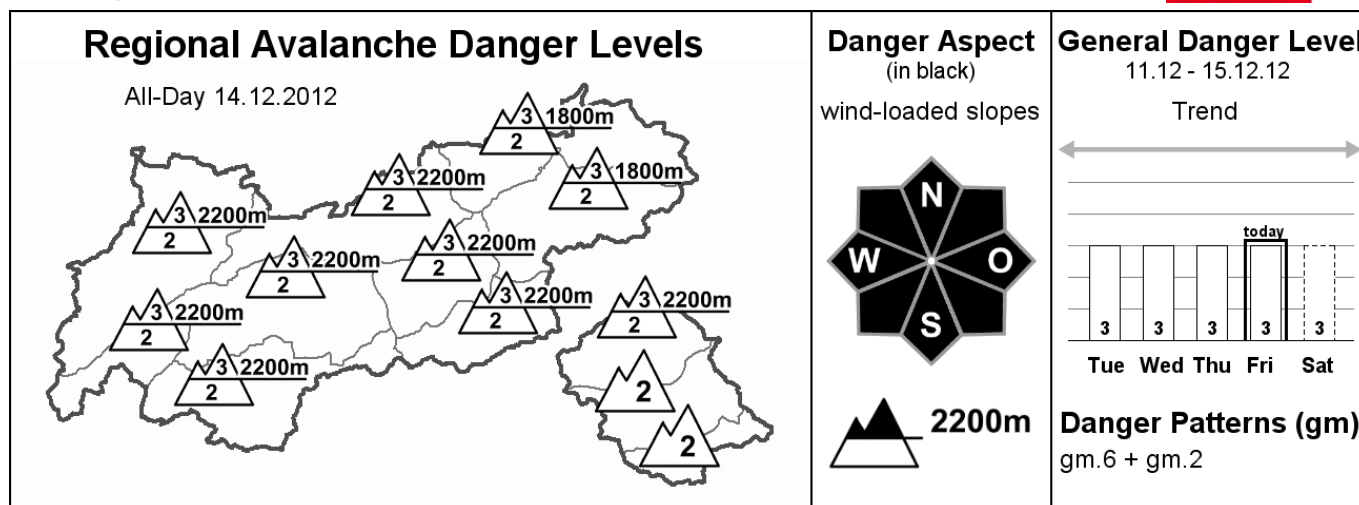 Regional Avalanche Danger Levels
All-Day 14.12.2012
3 1800m
2
3 1800m
2
3 2200m
2
3 2200m
2
3 2200m
2
3 2200m
2
3 2200m
2
3 2200m
2
3 2200m
2
3 2200m
2
2
2
Danger Aspect
(in black)
wind-loaded slopes
N
W O
S
2200m
General Danger Level
11.12 - 15.12.12
Trend
today
3 3 3 3 3
Tue Wed Thu Fri Sat
Danger Patterns (gm)
gm.6 + gm.2